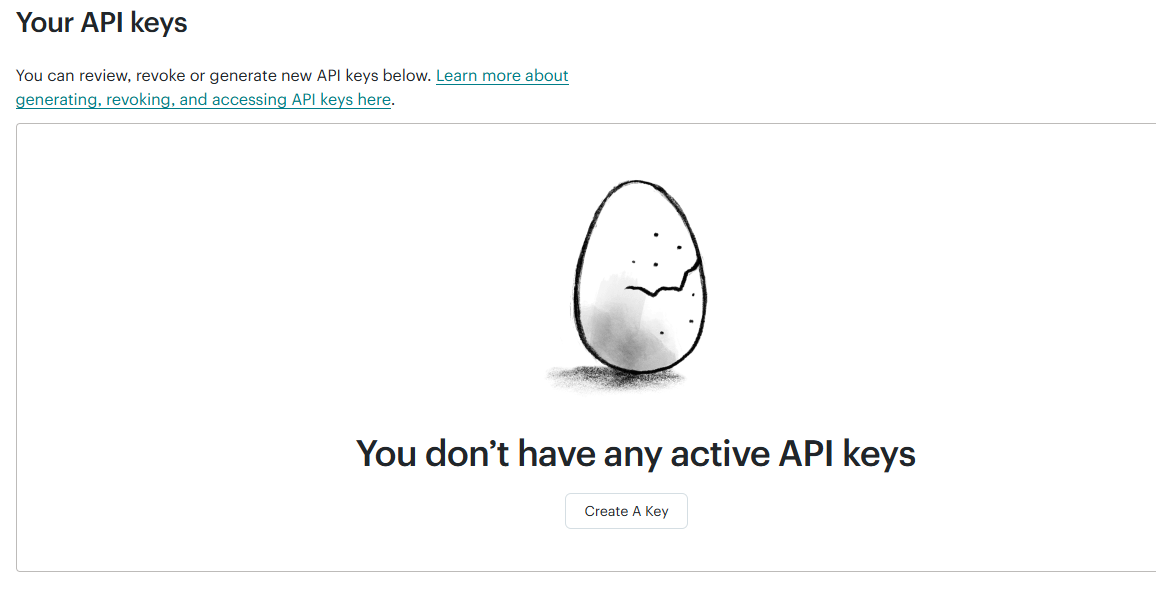 Your API keys
You can review, revoke or generate new API keys below. Learn more about
generating, revoking, and accessing API keys here.
You don’t have any active API keys
Create A Key